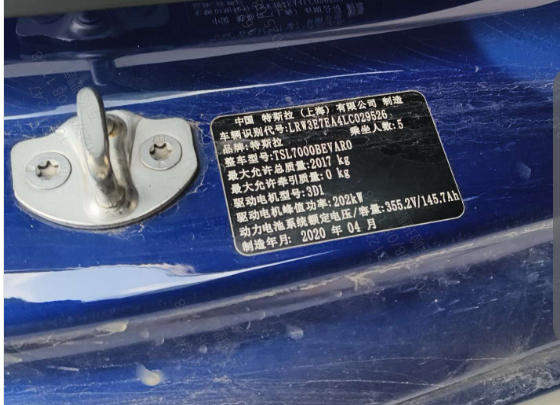 中国 特斯拉（上海）有限公司 制造
车辆识别代号:LRW3E7EA4LC029526
品牌:特斯拉 乘坐人数:5
整车型号:TSL7000BEVAR0
最大允许总质量:2017 kg
最大允许牵引质量:0 kg
驱动电机型号:3D1
驱动电机峰值功率:202kW
动力电池系统额定电压/容量:355.2V/145.7Ah
制造年月: 2020 年 04 月